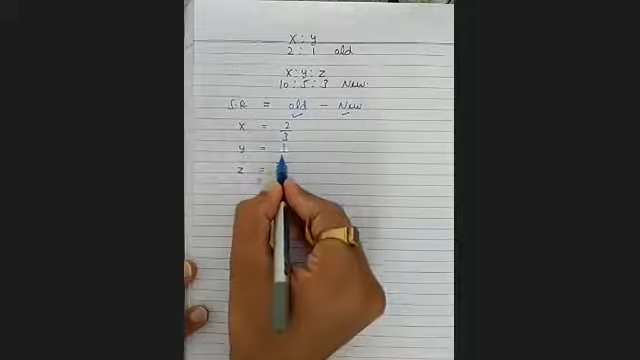 x : y
2 : 1 old
x : y : z
10 : 5 : 3 New
S.R = old - New
x = 2/3
y = 1
z =